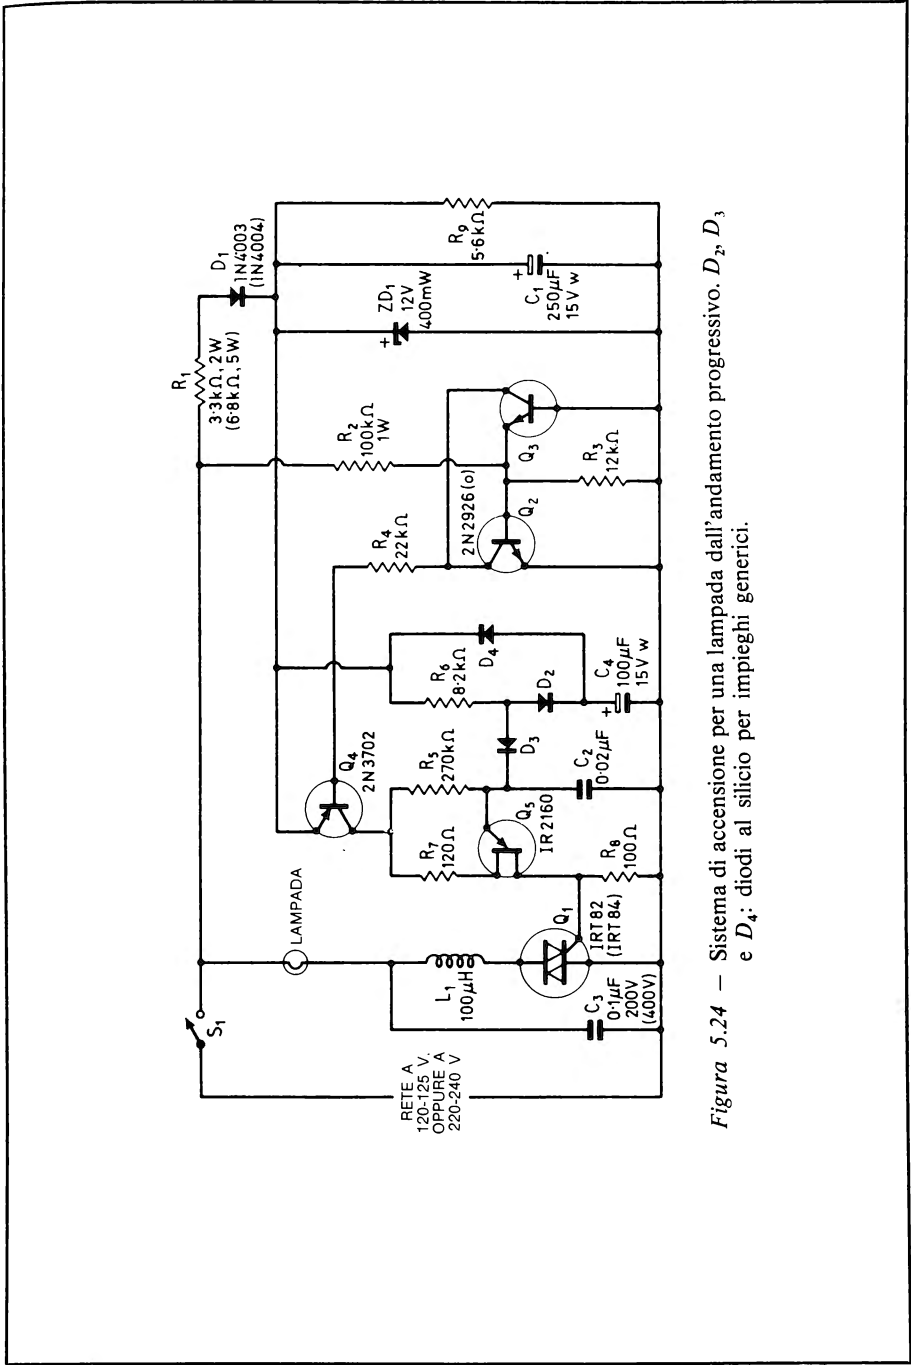 RETE A
120-125 V.
OPPURE A
220-240 V
S1
LAMPADA
L1
100µH
C3
0·1µF
200V
(400V)
Q1
IRT82
(IRT84)
R7
120Ω
R8
100Ω
Q5
IR2160
Q4
2N3702
R5
270kΩ
C2
0·02µF
D3
R6
8·2kΩ
D2
D4
C4
100µF
15V w
+
R4
22kΩ
2N2926(o)
Q2
Q3
R2
100kΩ
1W
R3
12kΩ
R1
3·3kΩ, 2W
(6·8kΩ, 5W)
D1
1N4003
(1N4004)
ZD1
12V
400mW
+
C1
250µF
15V w
+
R9
5·6kΩ
Figura 5.24 — Sistema di accensione per una lampada dall'andamento progressivo. D2, D3
e D4: diodi al silicio per impieghi generici.